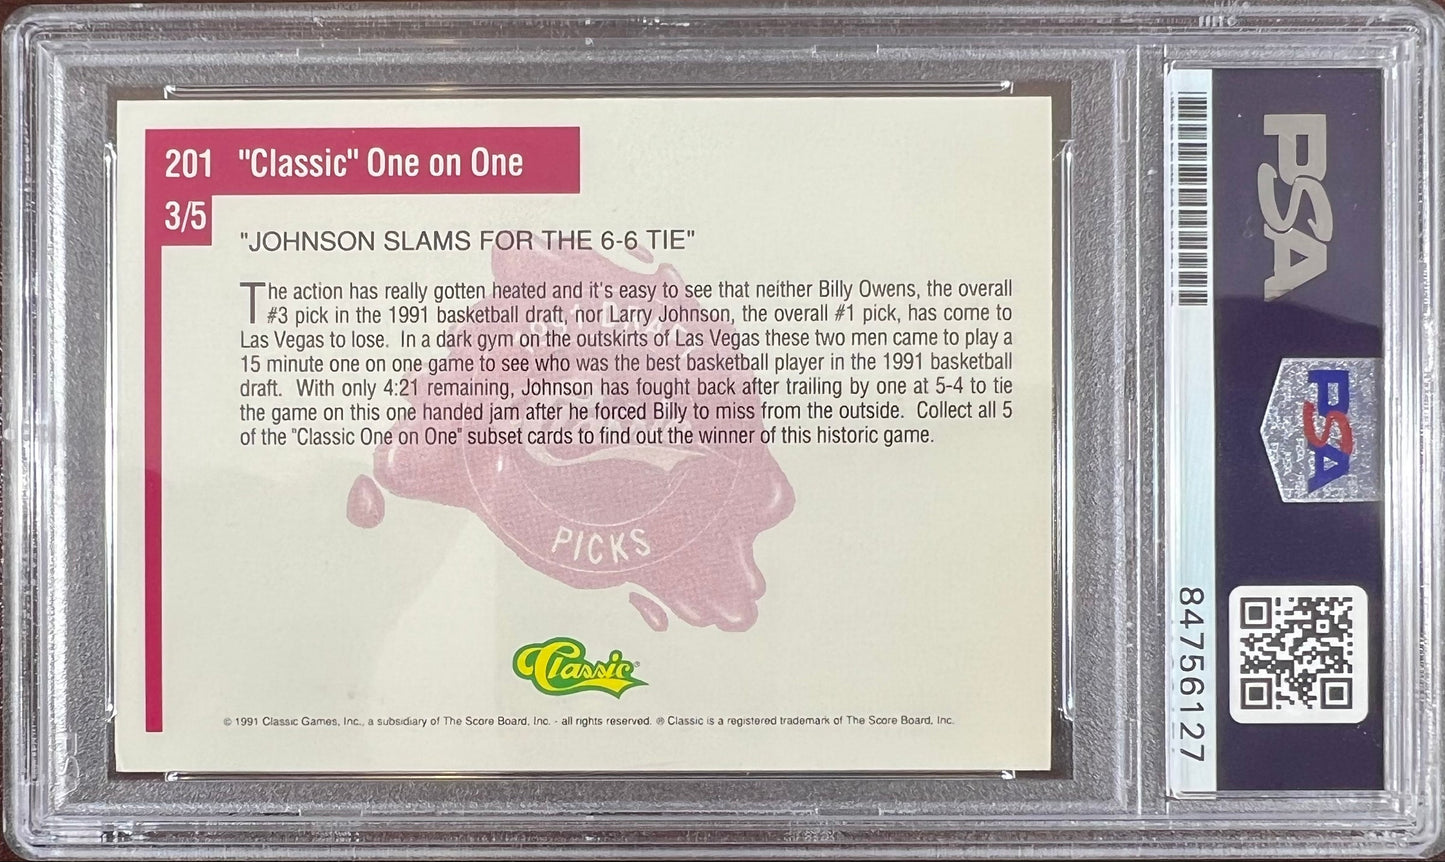 201 "Classic" One on One
3/5
"JOHNSON SLAMS FOR THE 6-6 TIE"
The action has really gotten heated and it's easy to see that neither Billy Owens, the overall
#3 pick in the 1991 basketball draft, nor Larry Johnson, the overall #1 pick, has come to
Las Vegas to lose. In a dark gym on the outskirts of Las Vegas these two men came to play a
15 minute one on one game to see who was the best basketball player in the 1991 basketball
draft. With only 4:21 remaining, Johnson has fought back after trailing by one at 5-4 to tie
the game on this one handed jam after he forced Billy to miss from the outside. Collect all 5
of the "Classic One on One" subset cards to find out the winner of this historic game.
1991 DRAFT
Classic
PICKS
Classic®
© 1991 Classic Games, Inc., a subsidiary of The Score Board, Inc. - all rights reserved. ® Classic is a registered trademark of The Score Board, Inc.
PSA
PSA
84756127